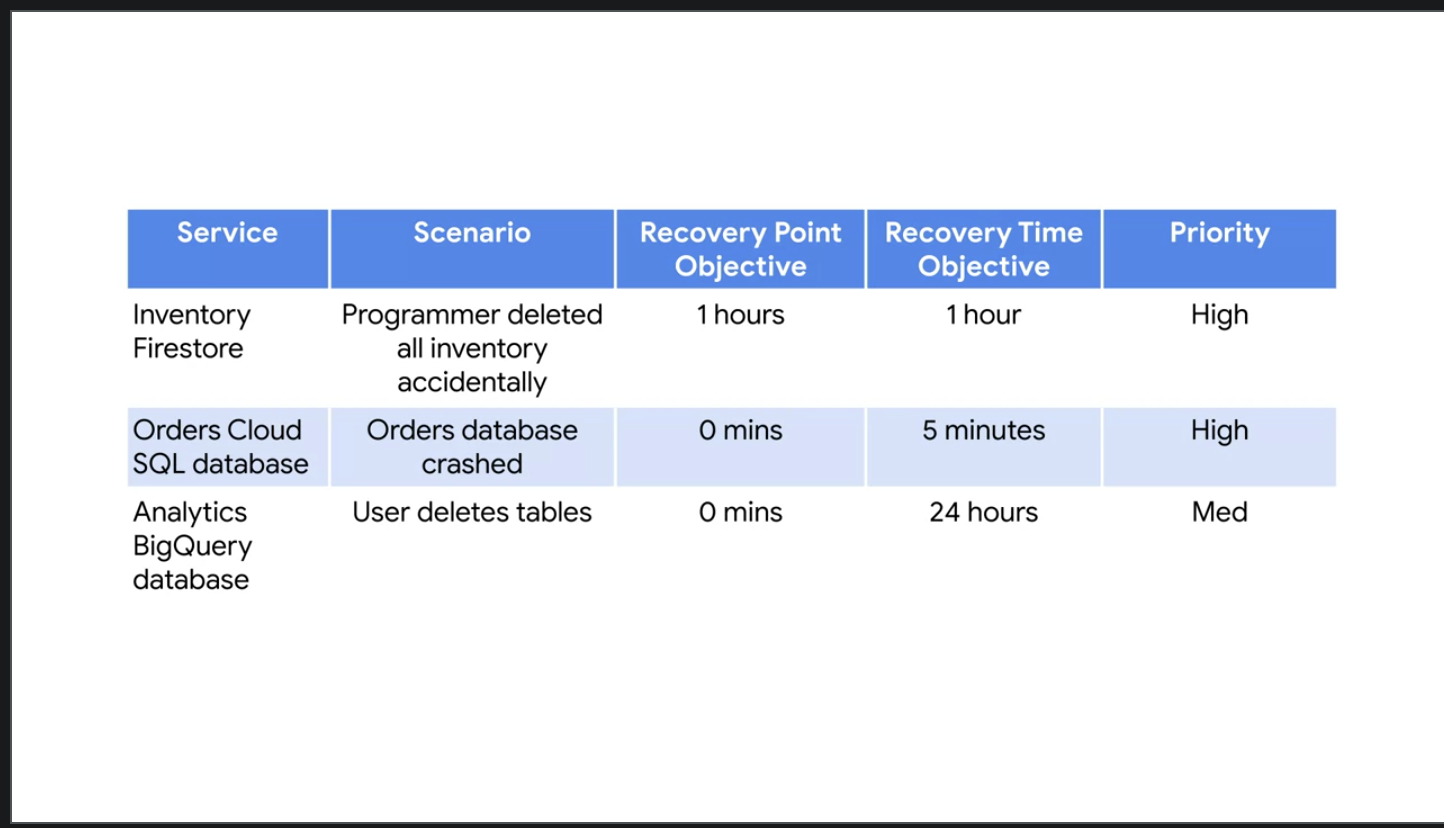 Service
Scenario
Recovery Point
Objective
Recovery Time
Objective
Priority
Inventory
Firestore
Programmer deleted
all inventory
accidentally
1 hours
1 hour
High
Orders Cloud
SQL database
Orders database
crashed
0 mins
5 minutes
High
Analytics
BigQuery
database
User deletes tables
0 mins
24 hours
Med